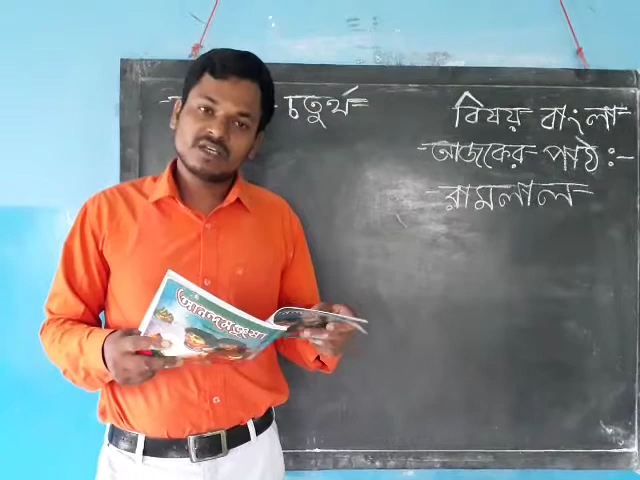 চতুর্থ
বিষয় বাংলা
আজকের পাঠ :-
রামলাল